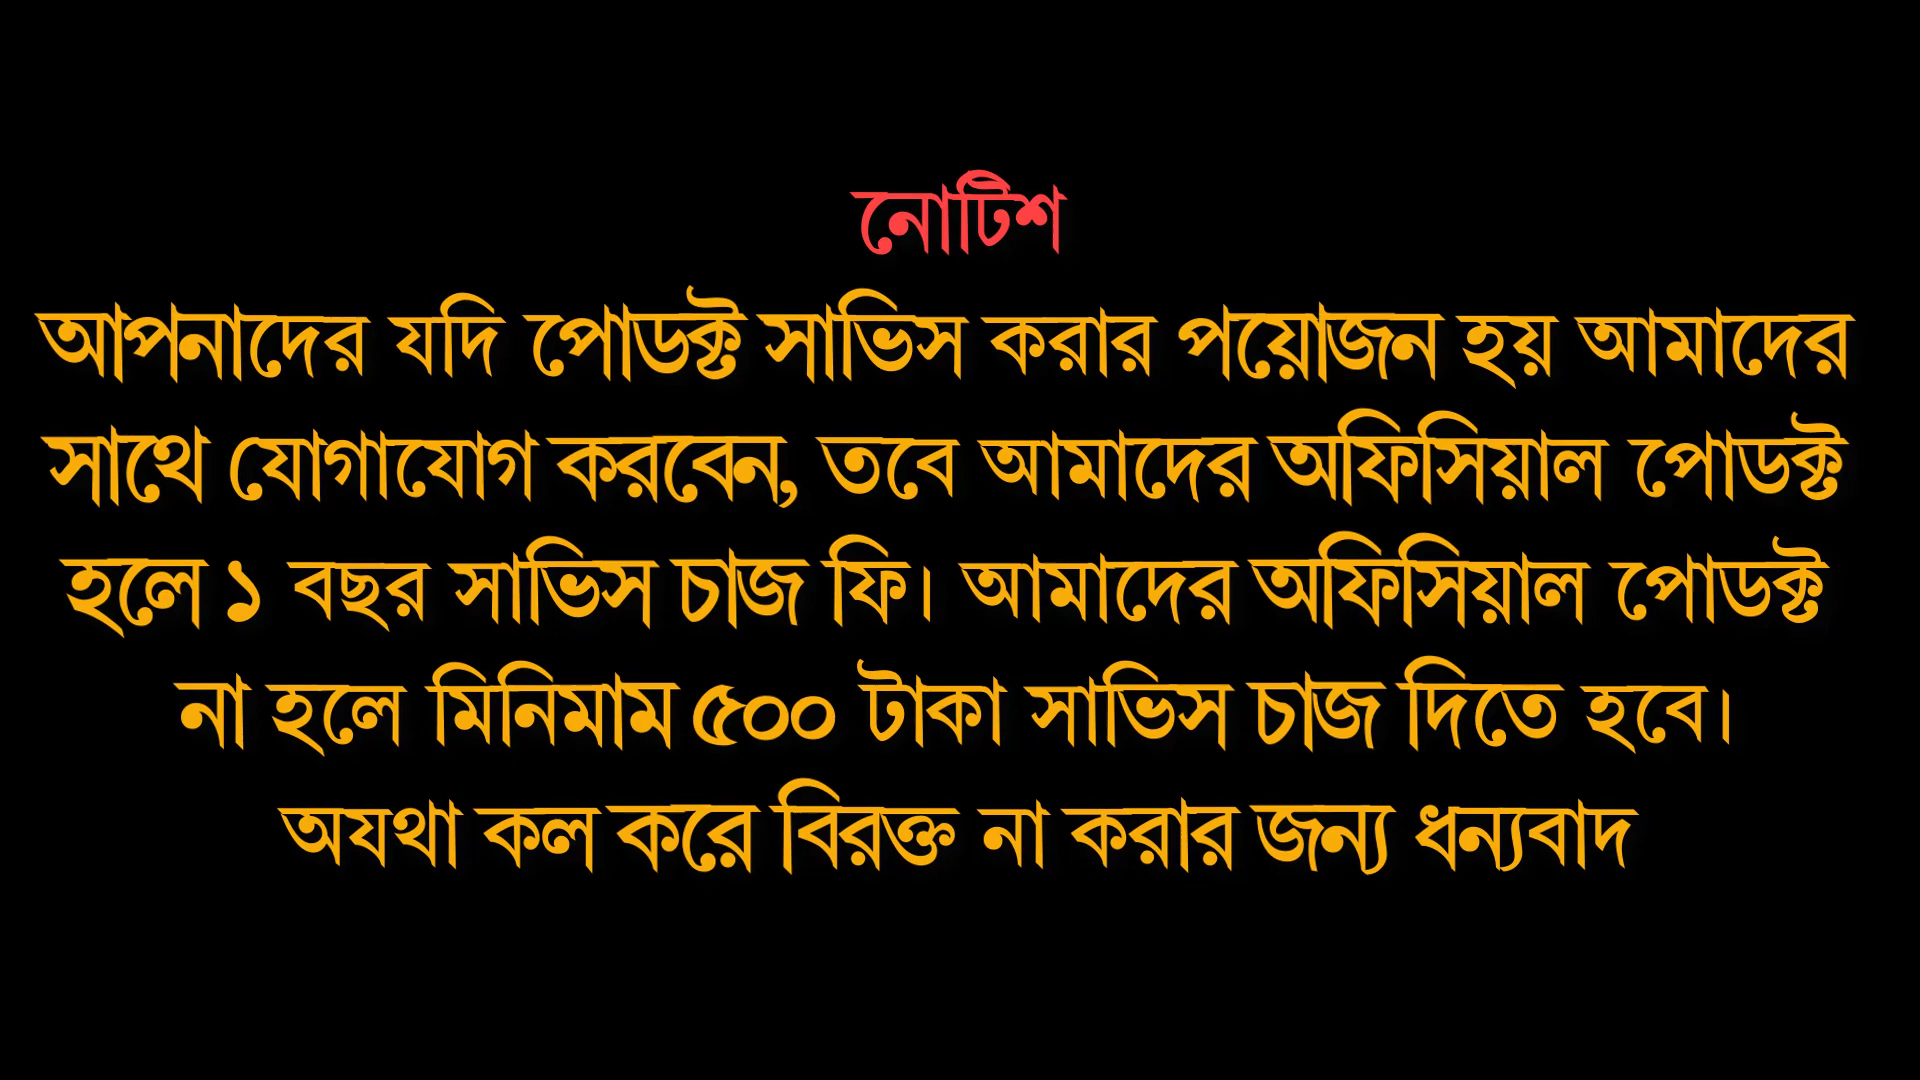 নোটিশ
আপনাদের যদি পোডক্ট সাভিস করার পয়োজন হয় আমাদের
সাথে যোগাযোগ করবেন, তবে আমাদের অফিসিয়াল পোডক্ট
হলে ১ বছর সাভিস চাজ ফি। আমাদের অফিসিয়াল পোডক্ট
না হলে মিনিমাম ৫০০ টাকা সাভিস চাজ দিতে হবে।
অযথা কল করে বিরক্ত না করার জন্য ধন্যবাদ